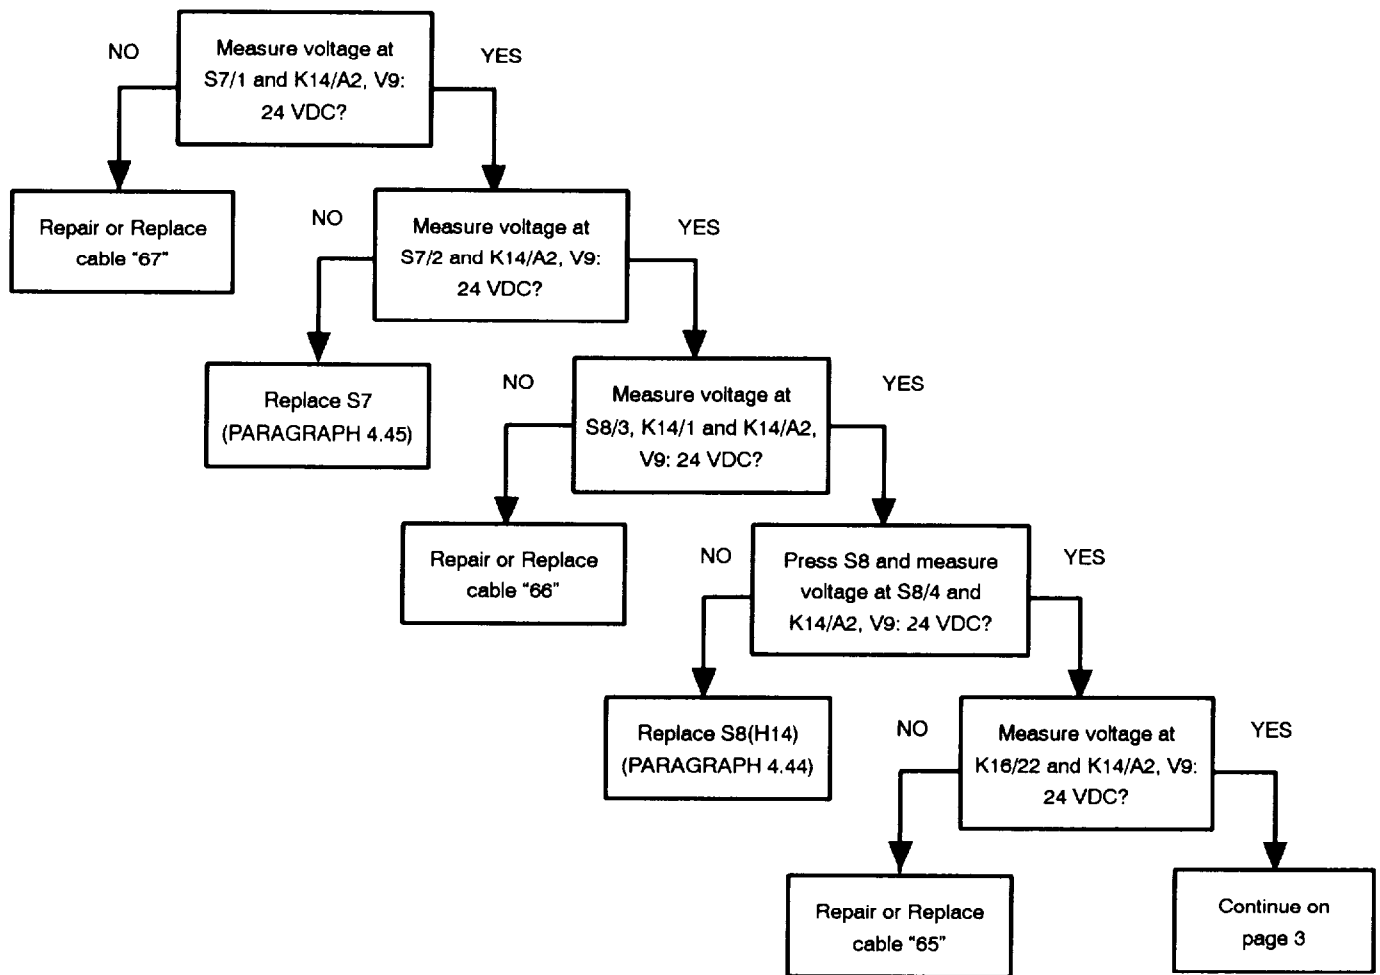 NO
Measure voltage at
S7/1 and K14/A2, V9:
24 VDC?
YES
Repair or Replace
cable "67"
NO
Measure voltage at
S7/2 and K14/A2, V9:
24 VDC?
YES
Replace S7
(PARAGRAPH 4.45)
NO
Measure voltage at
S8/3, K14/1 and K14/A2,
V9: 24 VDC?
YES
Repair or Replace
cable "66"
NO
Press S8 and measure
voltage at S8/4 and
K14/A2, V9: 24 VDC?
YES
Replace S8(H14)
(PARAGRAPH 4.44)
NO
Measure voltage at
K16/22 and K14/A2, V9:
24 VDC?
YES
Repair or Replace
cable "65"
Continue on
page 3